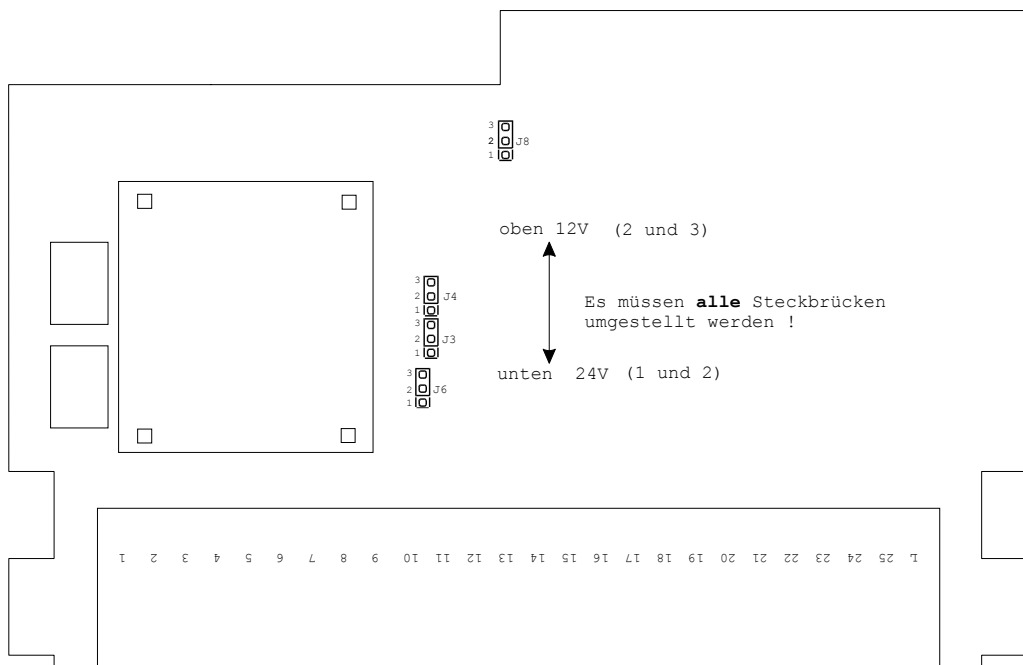 3
2 J8
1
oben 12V (2 und 3)
3
2 J4
1
Es müssen alle Steckbrücken
umgestellt werden !
3
2 J3
1
unten 24V (1 und 2)
3
2 J6
1
1 2 3 4 5 6 7 8 9 10 11 12 13 14 15 16 17 18 19 20 21 22 23 24 25 T